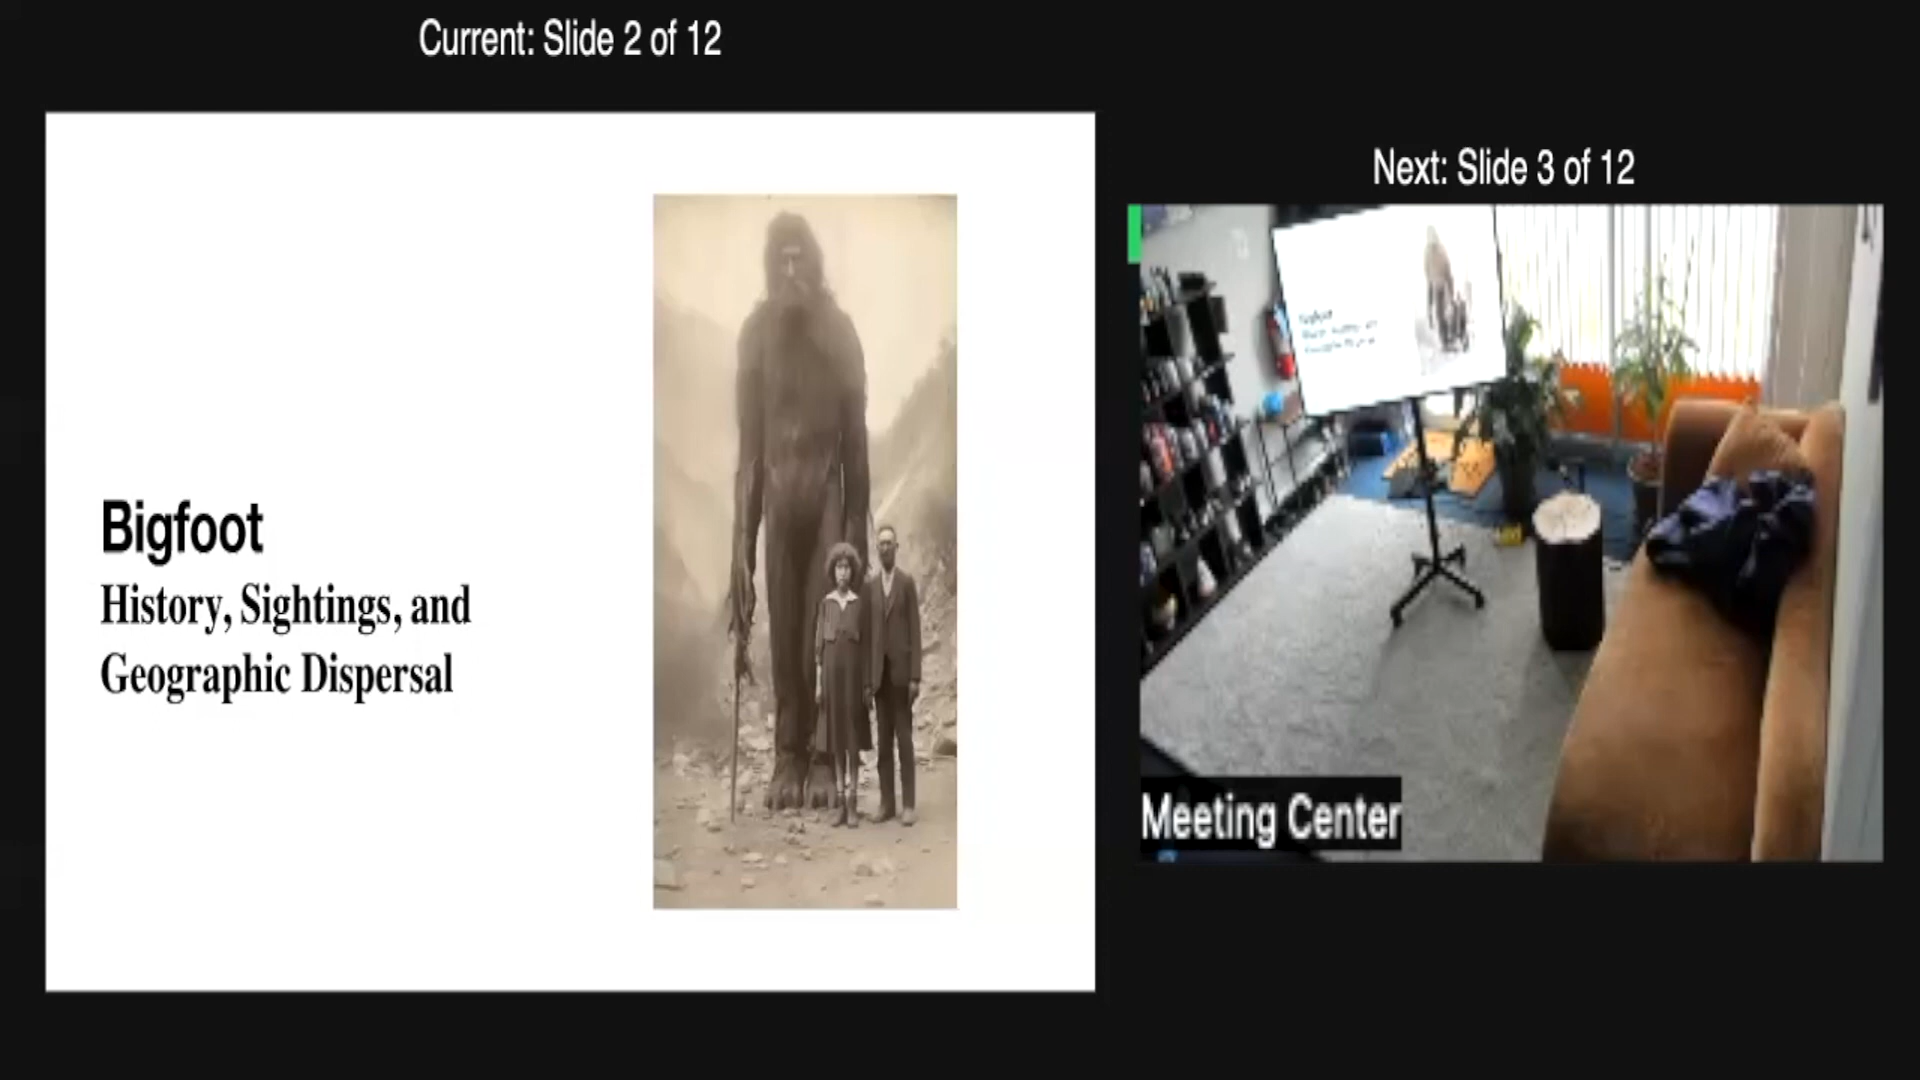 Current: Slide 2 of 12
Next: Slide 3 of 12
Bigfoot
History, Sightings, and
Geographic Dispersal
Meeting Center